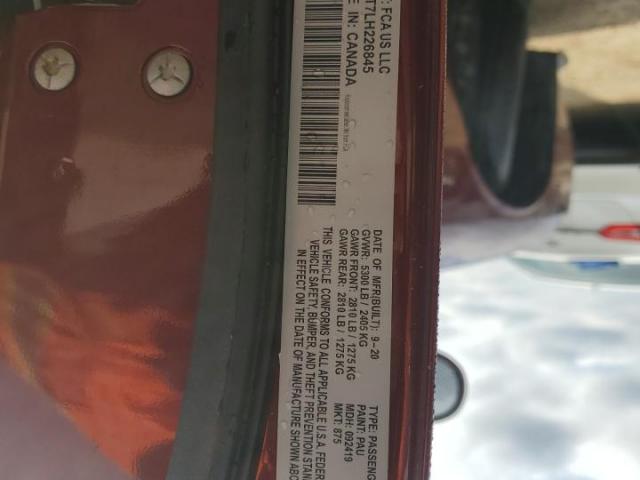 : FCA US LLC
T7LH226845
E IN: CANADA
DATE OF MFR(BUILT): 9-20
GVWR: 5300 LB / 2405 KG
GAWR FRONT: 2810 LB / 1275 KG
GAWR REAR: 2810 LB / 1275 KG
TYPE: PASSENG
PAINT: PAU
MDH: 092419
MKT: 875
THIS VEHICLE CONFORMS TO ALL APPLICABLE U.S.A. FEDER
VEHICLE SAFETY, BUMPER, AND THEFT PREVENTION STAN
IN EFFECT ON THE DATE OF MANUFACTURE SHOWN ABO